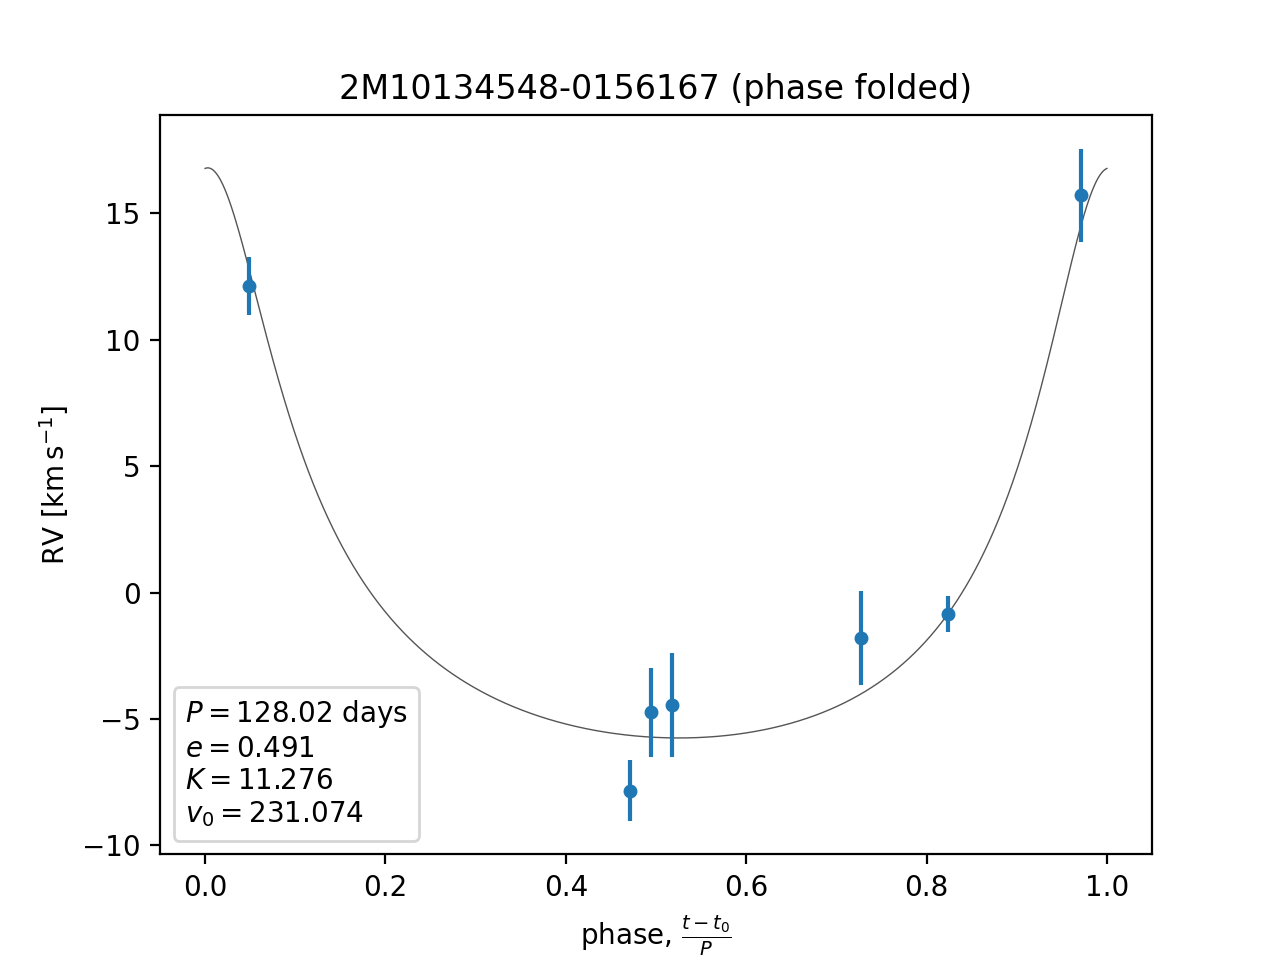 2M10134548-0156167 (phase folded)
RV [km s⁻¹]
15
10
5
0
−5
−10
P = 128.02 days
e = 0.491
K = 11.276
v₀ = 231.074
0.0 0.2 0.4 0.6 0.8 1.0
phase, (t − t₀)/P